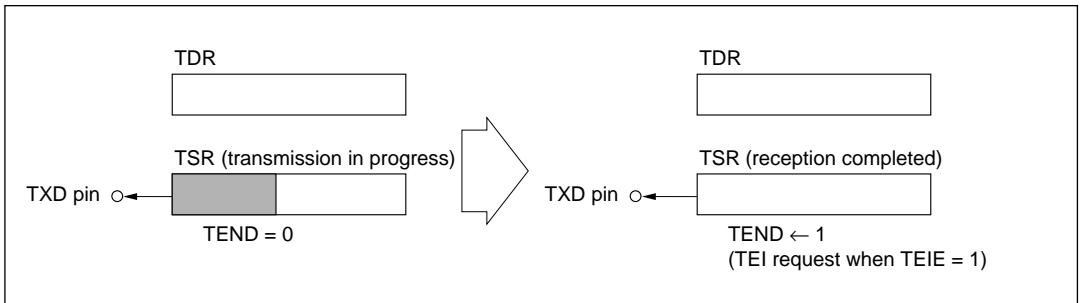 TDR
TSR (transmission in progress)
TXD pin
TEND = 0
TDR
TSR (reception completed)
TXD pin
TEND ← 1
(TEI request when TEIE = 1)